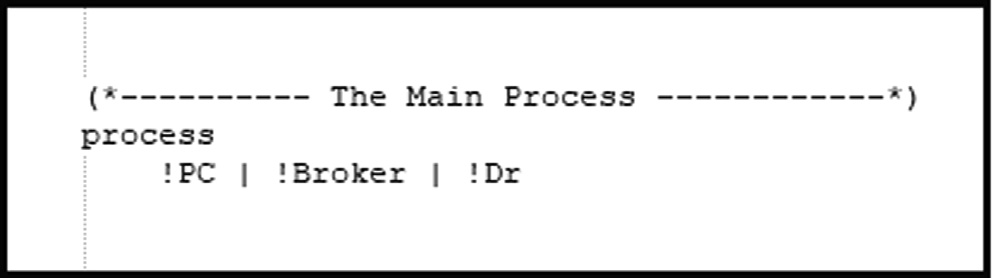 (*---------- The Main Process ------------*)
process
!PC | !Broker | !Dr